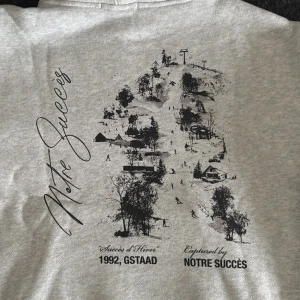 Notre Succès
"Succès d'Hiver"
1992, GSTAAD
Captured by
NOTRE SUCCÈS